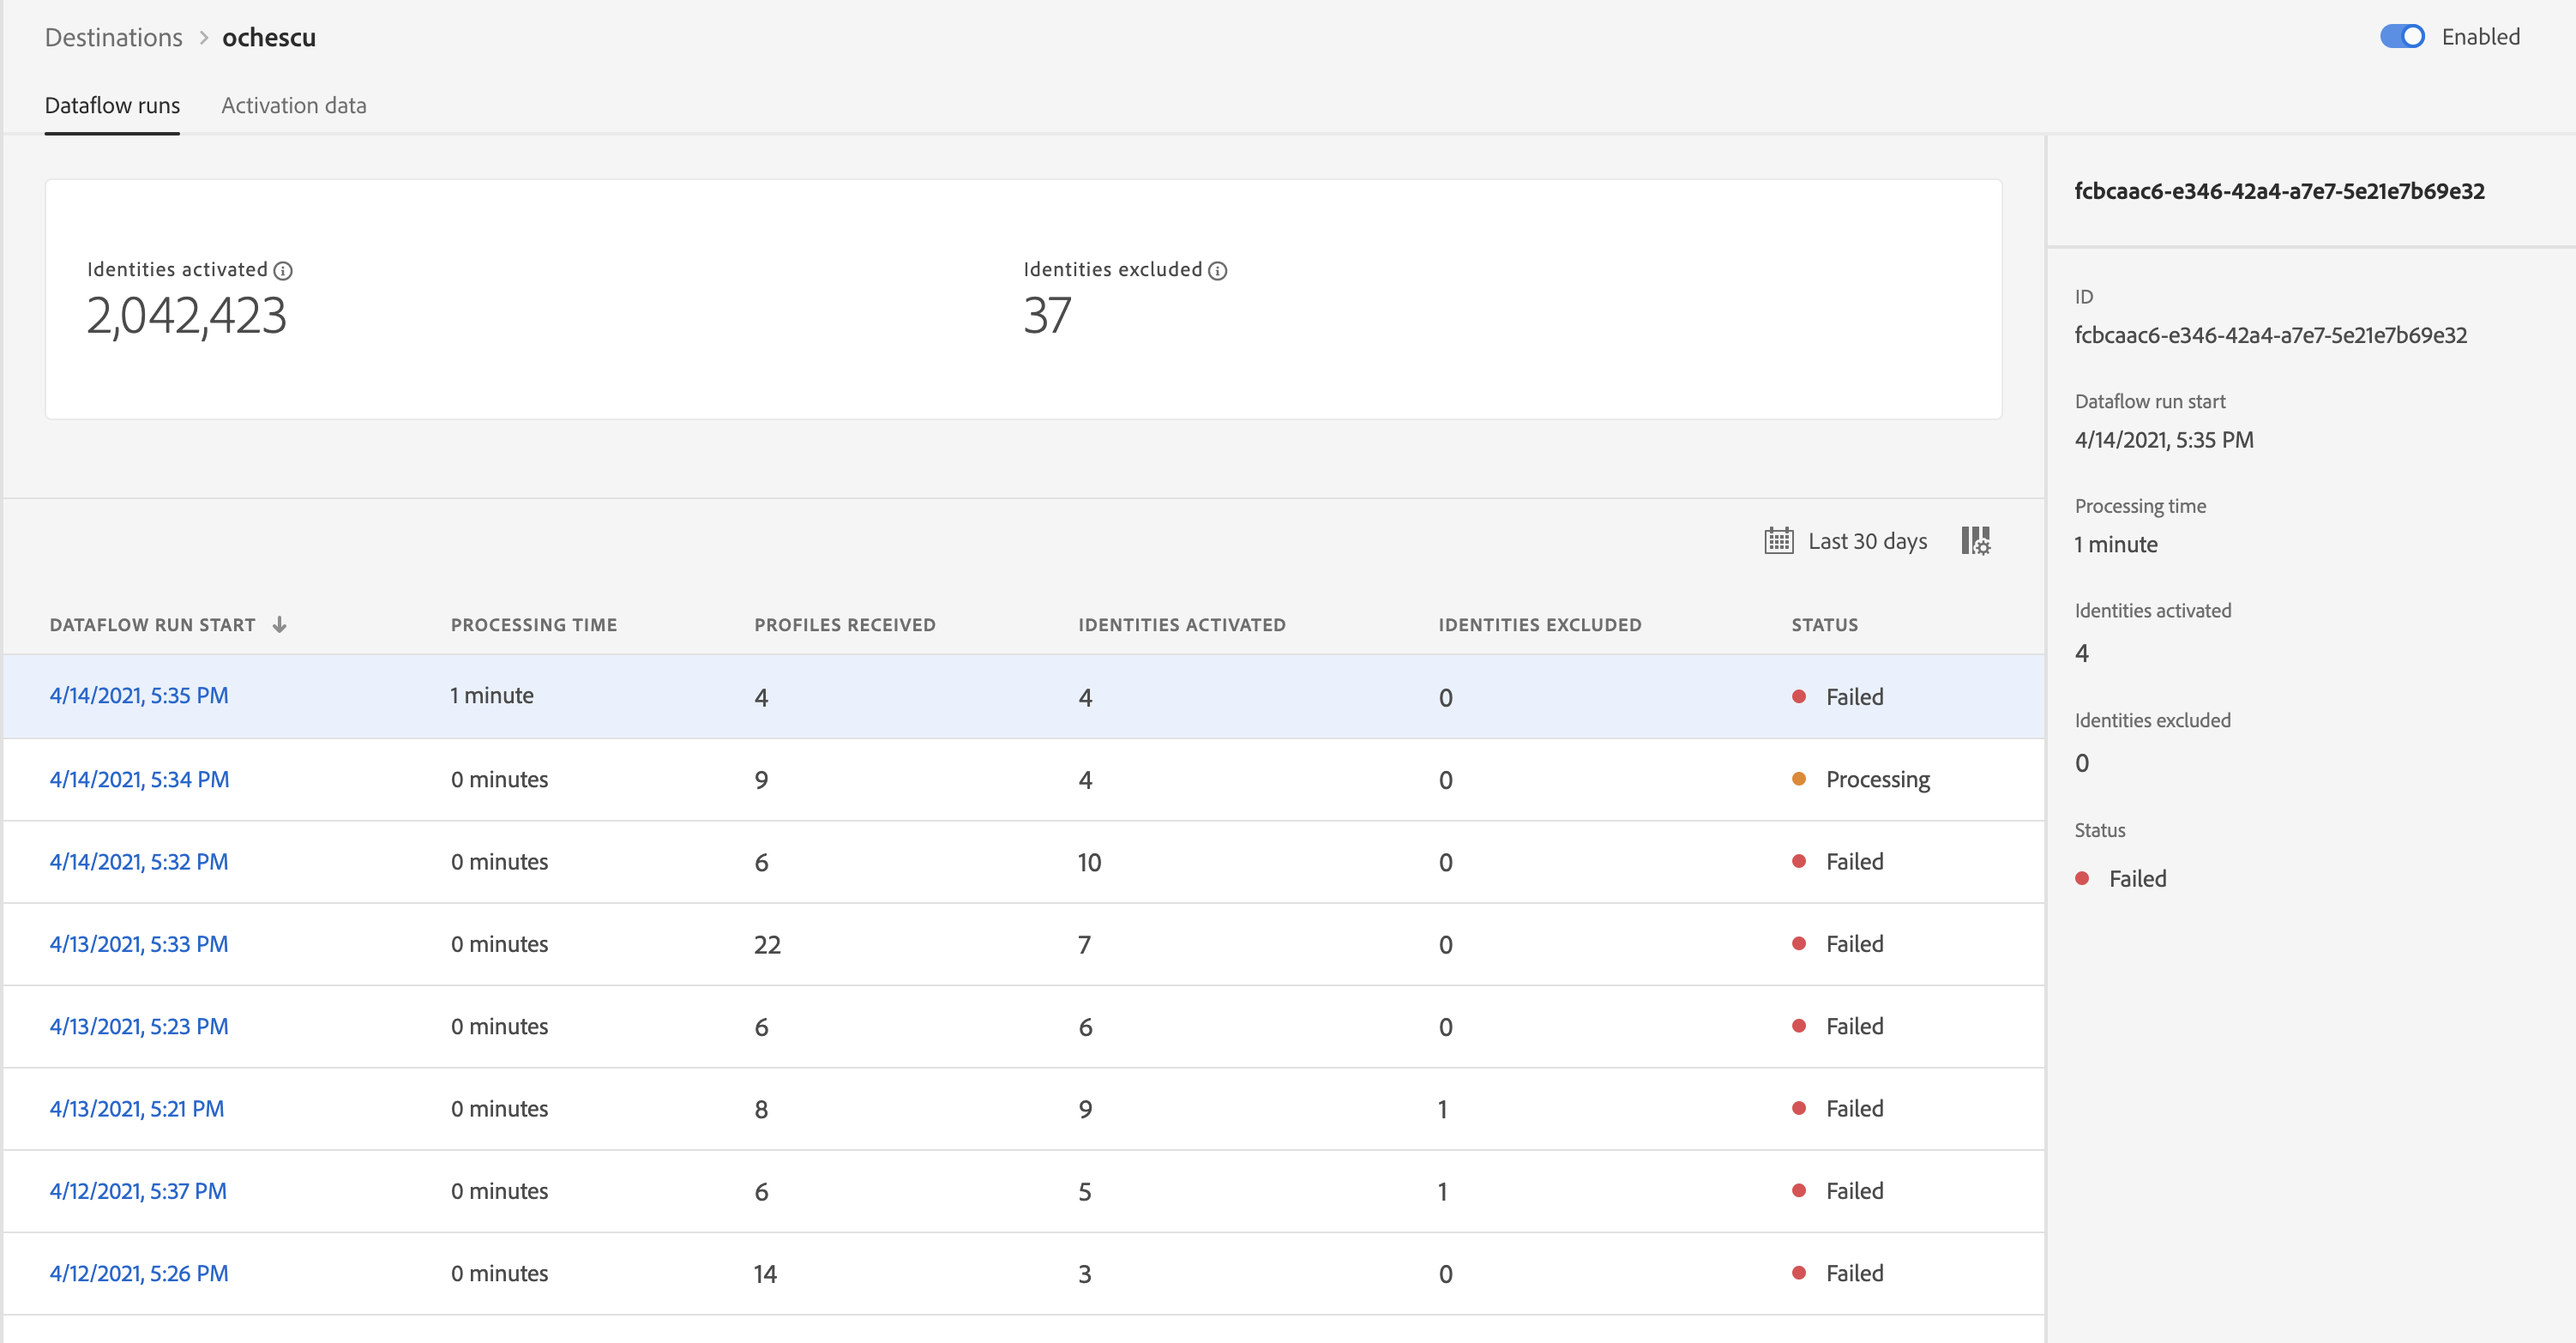 Destinations > ochescu
Enabled
Dataflow runs Activation data
Identities activated
2,042,423
Identities excluded
37
Last 30 days
DATAFLOW RUN START PROCESSING TIME PROFILES RECEIVED IDENTITIES ACTIVATED IDENTITIES EXCLUDED STATUS
4/14/2021, 5:35 PM 1 minute 4 4 0 Failed
4/14/2021, 5:34 PM 0 minutes 9 4 0 Processing
4/14/2021, 5:32 PM 0 minutes 6 10 0 Failed
4/13/2021, 5:33 PM 0 minutes 22 7 0 Failed
4/13/2021, 5:23 PM 0 minutes 6 6 0 Failed
4/13/2021, 5:21 PM 0 minutes 8 9 1 Failed
4/12/2021, 5:37 PM 0 minutes 6 5 1 Failed
4/12/2021, 5:26 PM 0 minutes 14 3 0 Failed
fcbcaac6-e346-42a4-a7e7-5e21e7b69e32
ID
fcbcaac6-e346-42a4-a7e7-5e21e7b69e32
Dataflow run start
4/14/2021, 5:35 PM
Processing time
1 minute
Identities activated
4
Identities excluded
0
Status
Failed